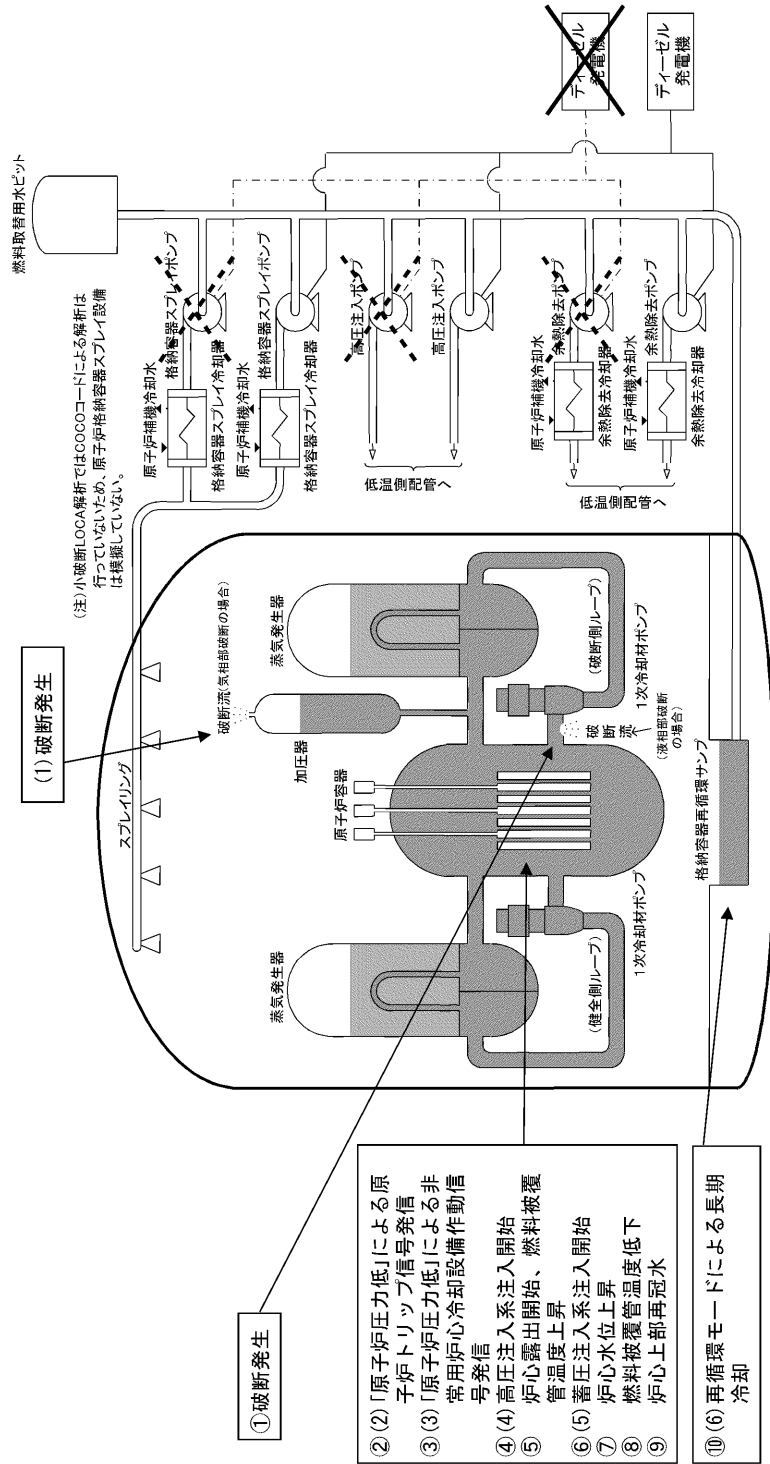 燃料取替用水ピット
(注)小破断LOCA解析ではCOCOコードによる解析は
行っていないため、原子炉格納容器スプレイ設備
は模擬していない。
(1)破断発生
スプレイリング
原子炉補機冷却水
格納容器スプレイポンプ
格納容器スプレイ冷却器
原子炉補機冷却水
格納容器スプレイポンプ
格納容器スプレイ冷却器
高圧注入ポンプ
高圧注入ポンプ
低温側配管へ
原子炉補機冷却水
余熱除去ポンプ
余熱除去冷却器
原子炉補機冷却水
余熱除去ポンプ
余熱除去冷却器
低温側配管へ
ディーゼル
発電機
ディーゼル
発電機
破断流(気相部破断の場合)
蒸気発生器
加圧器
原子炉容器
蒸気発生器
(破断側ループ)
1次冷却材ポンプ
破断流
(液相部破断
の場合)
(健全側ループ)
1次冷却材ポンプ
格納容器再循環サンプ
①破断発生
②(2)「原子炉圧力低」による原
子炉トリップ信号発信
③(3)「原子炉圧力低」による非
常用炉心冷却設備作動信
号発信
④(4)高圧注入系注入開始
⑤ 炉心露出開始、燃料被覆
管温度上昇
⑥(5)蓄圧注入系注入開始
⑦ 炉心水位上昇
⑧ 燃料被覆管温度低下
⑨ 炉心上部再冠水
⑩(6)再循環モードによる長期
冷却